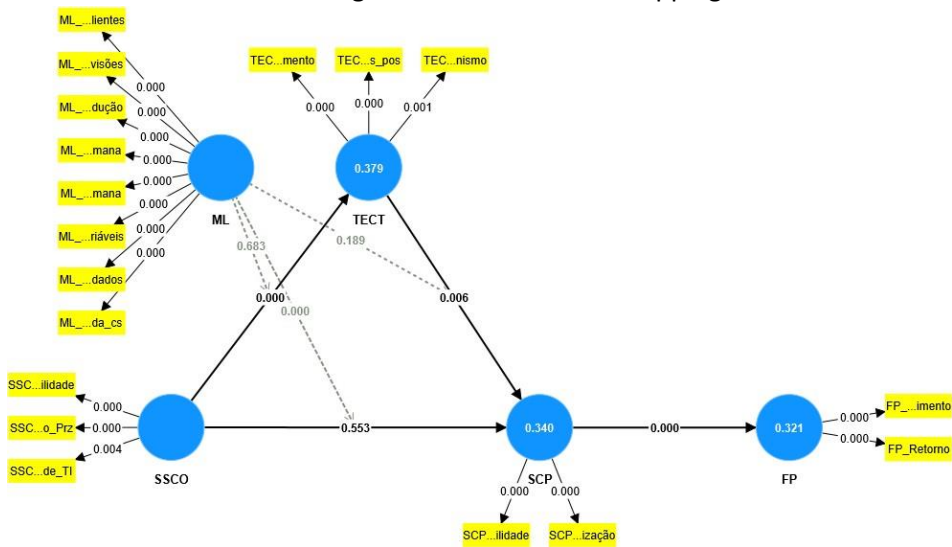 ML_...lientes
ML_...visões
ML_...dução
ML_...mana
ML_...mana
ML_...riáveis
ML_...dados
ML_...da_cs
0.000
0.000
0.000
0.000
0.000
0.000
0.000
0.000
ML
TEC...mento
TEC...s_pos
TEC...nismo
0.000
0.000
0.001
0.379
TECT
0.683
0.189
0.000
0.000
0.006
SSC...ilidade
SSC...o_Prz
SSC...de_TI
0.000
0.000
0.004
SSCO
0.553
0.340
SCP
0.000
0.000
SCP...ilidade
SCP...ização
0.000
0.321
FP
0.000
0.000
FP_...imento
FP_Retorno